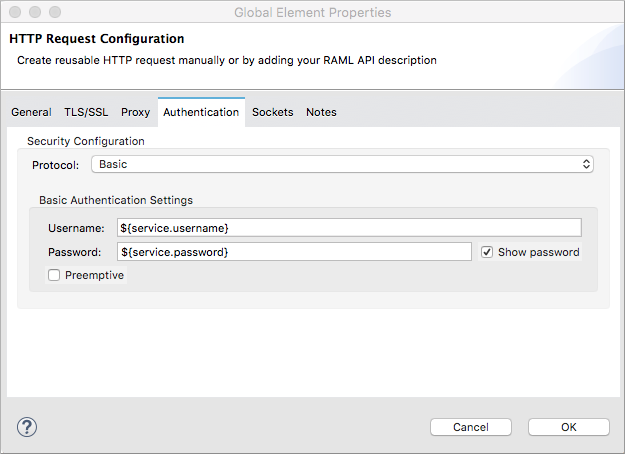 Global Element Properties
HTTP Request Configuration
Create reusable HTTP request manually or by adding your RAML API description
General TLS/SSL Proxy Authentication Sockets Notes
Security Configuration
Protocol: Basic
Basic Authentication Settings
Username: ${service.username}
Password: ${service.password} Show password
Preemptive
? Cancel OK